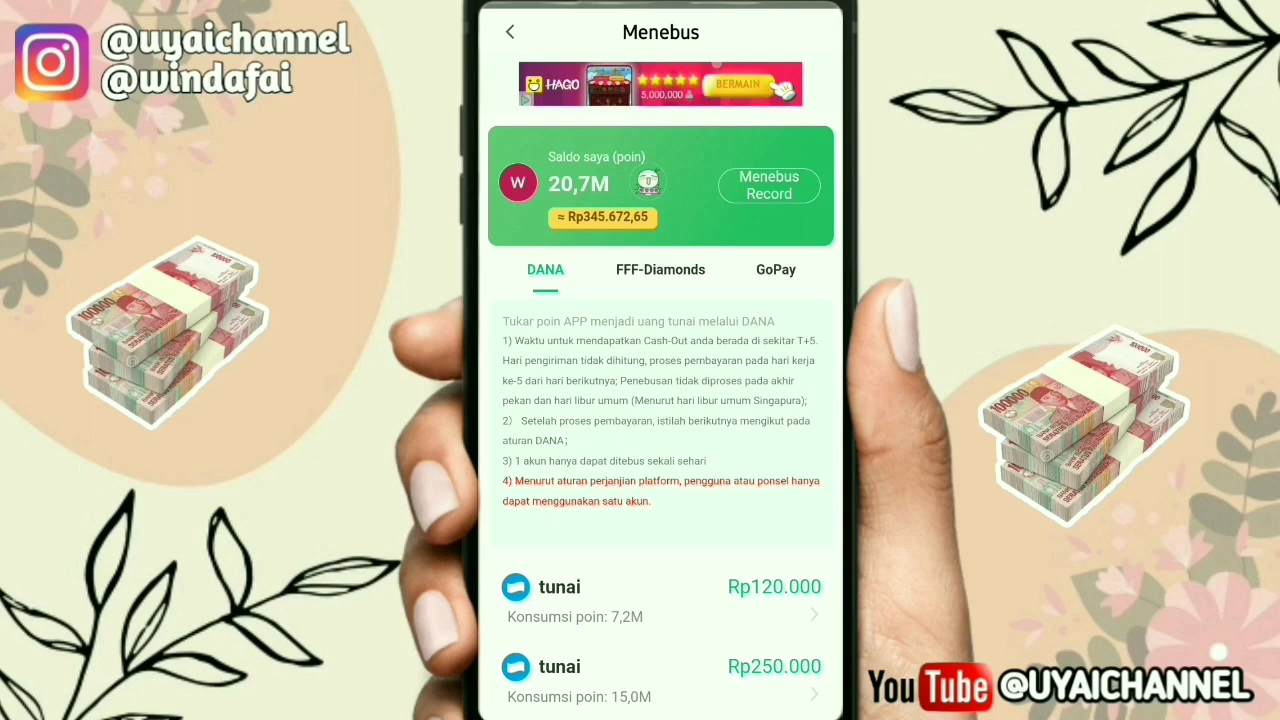 @uyaichannel
@windafai
Menebus
HAGO
5,000,000
BERMAIN
Saldo saya (poin)
W
20,7M
≈ Rp345.672,65
Menebus
Record
DANA
FFF-Diamonds
GoPay
Tukar poin APP menjadi uang tunai melalui DANA
1) Waktu untuk mendapatkan Cash-Out anda berada di sekitar T+5.
Hari pengiriman tidak dihitung, proses pembayaran pada hari kerja
ke-5 dari hari berikutnya; Penebusan tidak diproses pada akhir
pekan dan hari libur umum (Menurut hari libur umum Singapura);
2） Setelah proses pembayaran, istilah berikutnya mengikut pada
aturan DANA；
3) 1 akun hanya dapat ditebus sekali sehari
4) Menurut aturan perjanjian platform, pengguna atau ponsel hanya
dapat menggunakan satu akun.
tunai
Rp120.000
Konsumsi poin: 7,2M
tunai
Rp250.000
Konsumsi poin: 15,0M
100000
100000
100000
100000
YouTube @UYAICHANNEL